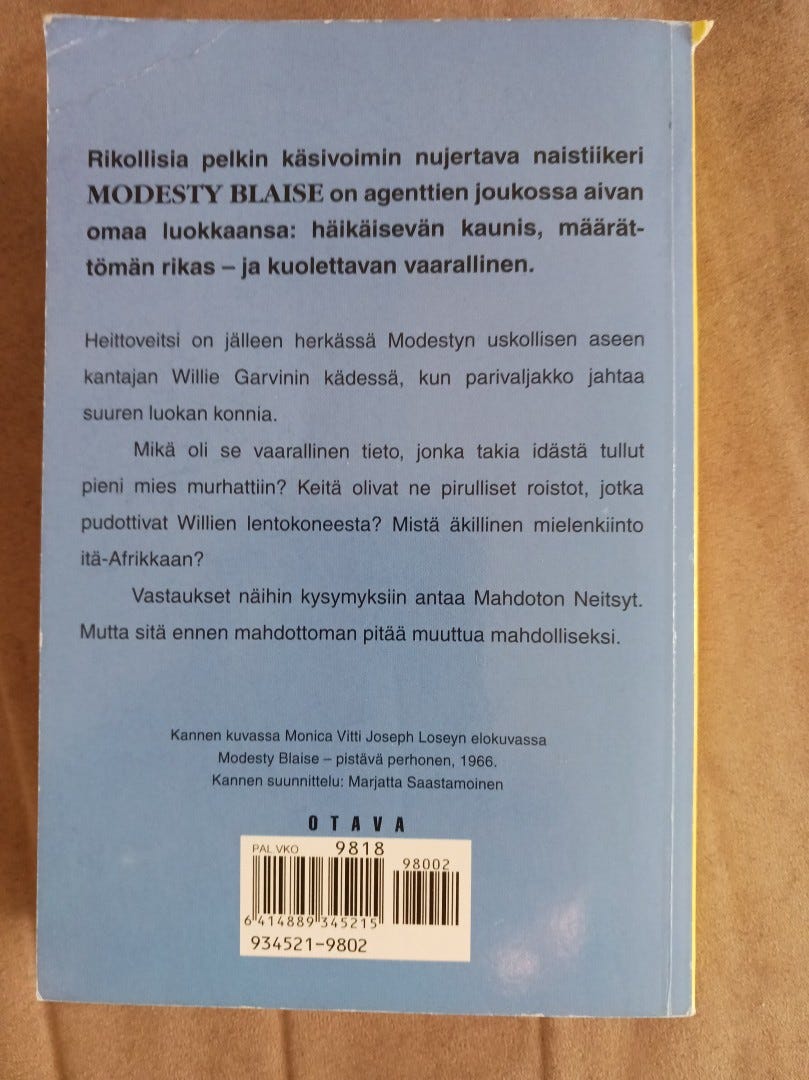 Rikollisia pelkin käsivoimin nujertava naistiikeri
MODESTY BLAISE on agenttien joukossa aivan
omaa luokkaansa: häikäisevän kaunis, määrät-
tömän rikas – ja kuolettavan vaarallinen.
Heittoveitsi on jälleen herkässä Modestyn uskollisen aseen
kantajan Willie Garvinin kädessä, kun parivaljakko jahtaa
suuren luokan konnia.
Mikä oli se vaarallinen tieto, jonka takia idästä tullut
pieni mies murhattiin? Keitä olivat ne pirulliset roistot, jotka
pudottivat Willien lentokoneesta? Mistä äkillinen mielenkiinto
itä-Afrikkaan?
Vastaukset näihin kysymyksiin antaa Mahdoton Neitsyt.
Mutta sitä ennen mahdottoman pitää muuttua mahdolliseksi.
Kannen kuvassa Monica Vitti Joseph Loseyn elokuvassa
Modesty Blaise – pistävä perhonen, 1966.
Kannen suunnittelu: Marjatta Saastamoinen
OTAVA
PAL.VKO 9818
98002
6 414889 345215
934521-9802